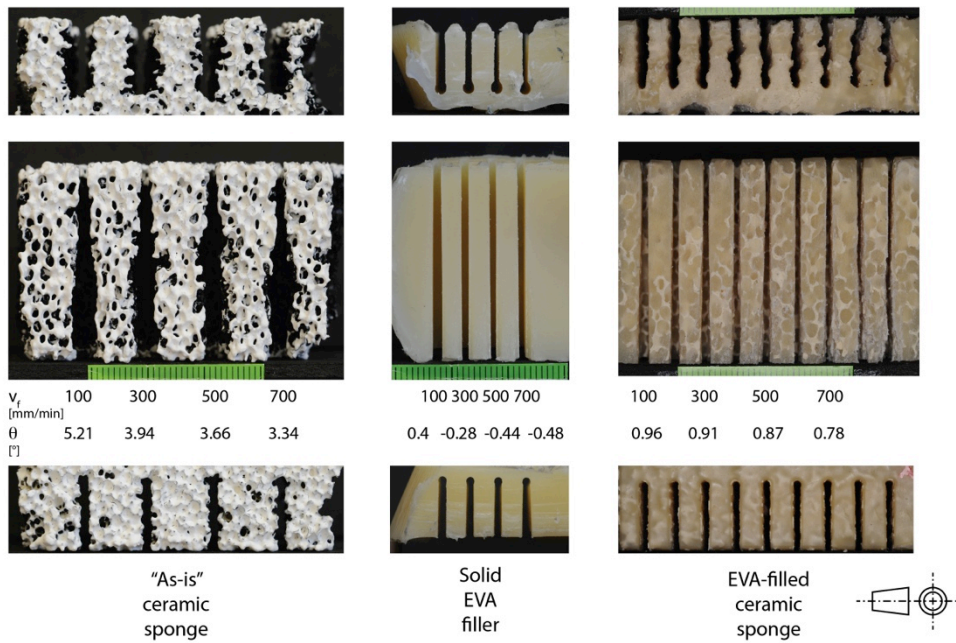 v_f 100 300 500 700 100 300 500 700 100 300 500 700
[mm/min]
θ 5.21 3.94 3.66 3.34 0.4 -0.28 -0.44 -0.48 0.96 0.91 0.87 0.78
[°]
"As-is"
ceramic
sponge
Solid
EVA
filler
EVA-filled
ceramic
sponge